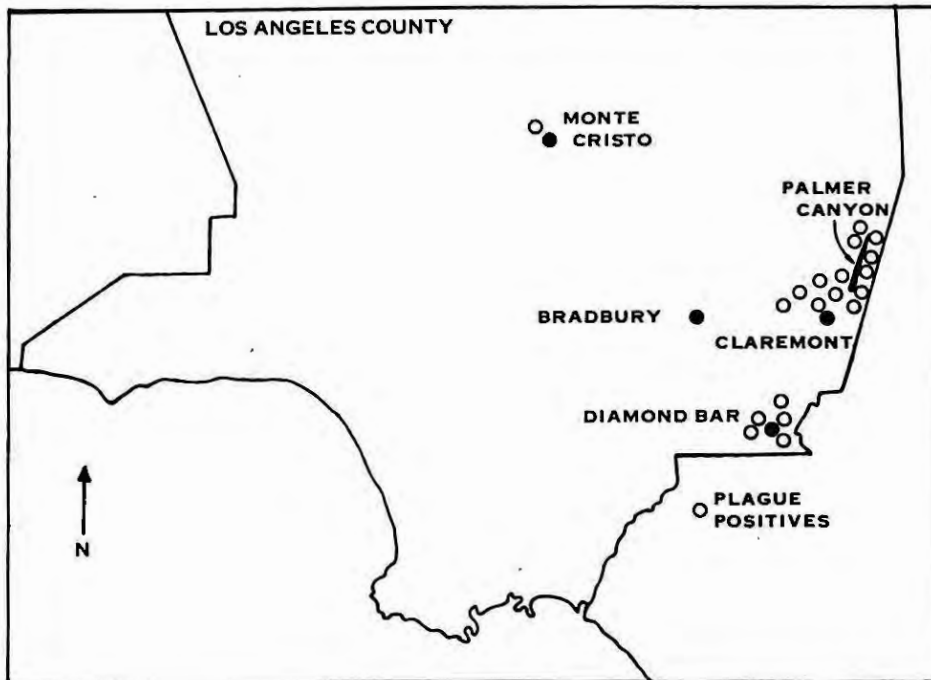 LOS ANGELES COUNTY
MONTE
CRISTO
PALMER
CANYON
BRADBURY
CLAREMONT
DIAMOND BAR
PLAGUE
POSITIVES
N